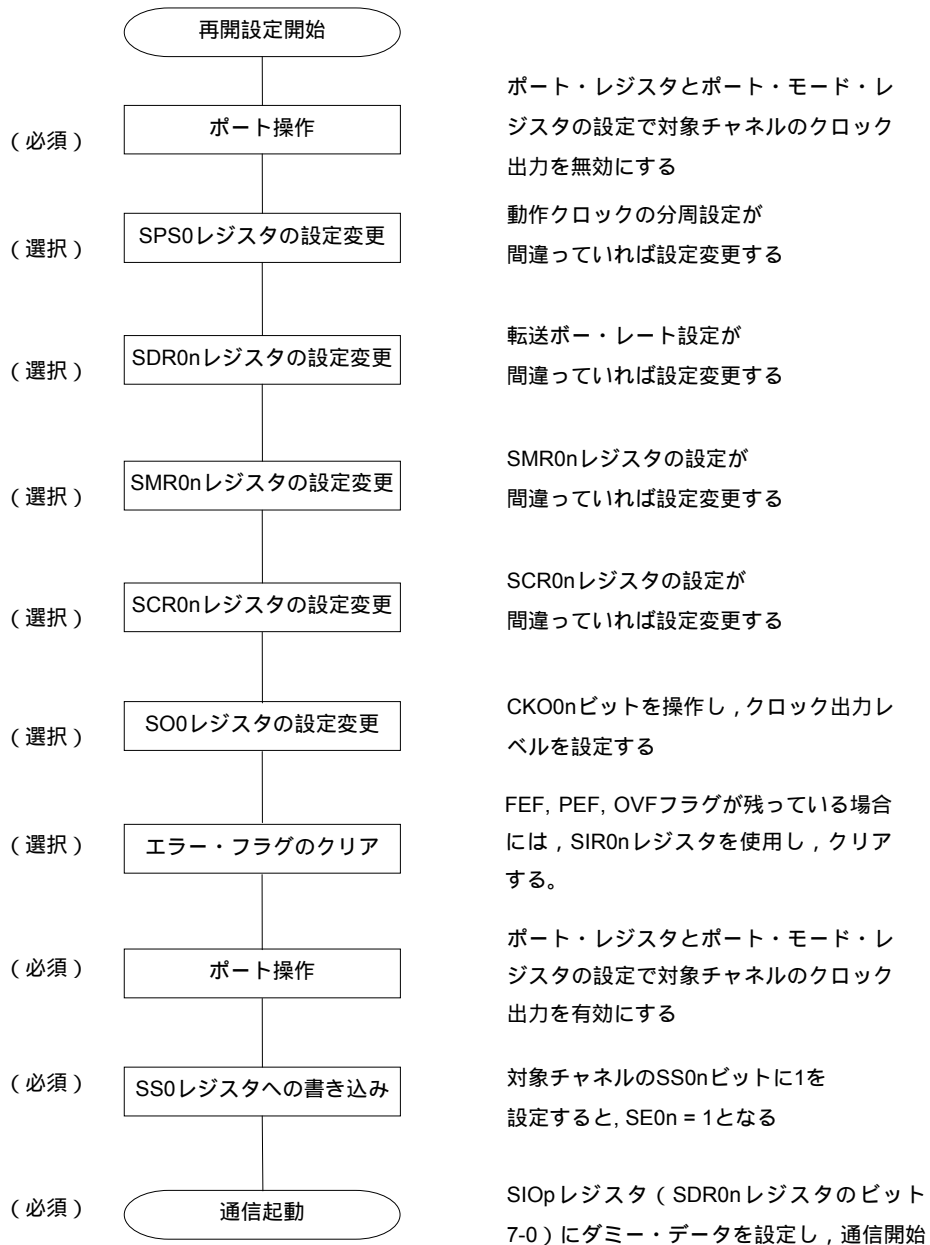 再開設定開始
（必須）
ポート操作
ポート・レジスタとポート・モード・レ
ジスタの設定で対象チャネルのクロック
出力を無効にする
（選択）
SPS0レジスタの設定変更
動作クロックの分周設定が
間違っていれば設定変更する
（選択）
SDR0nレジスタの設定変更
転送ボー・レート設定が
間違っていれば設定変更する
（選択）
SMR0nレジスタの設定変更
SMR0nレジスタの設定が
間違っていれば設定変更する
（選択）
SCR0nレジスタの設定変更
SCR0nレジスタの設定が
間違っていれば設定変更する
（選択）
SO0レジスタの設定変更
CKO0nビットを操作し，クロック出力レ
ベルを設定する
（選択）
エラー・フラグのクリア
FEF, PEF, OVFフラグが残っている場合
には，SIR0nレジスタを使用し，クリア
する。
（必須）
ポート操作
ポート・レジスタとポート・モード・レ
ジスタの設定で対象チャネルのクロック
出力を有効にする
（必須）
SS0レジスタへの書き込み
対象チャネルのSS0nビットに1を
設定すると, SE0n = 1となる
（必須）
通信起動
SIOpレジスタ（SDR0nレジスタのビット
7-0）にダミー・データを設定し，通信開始